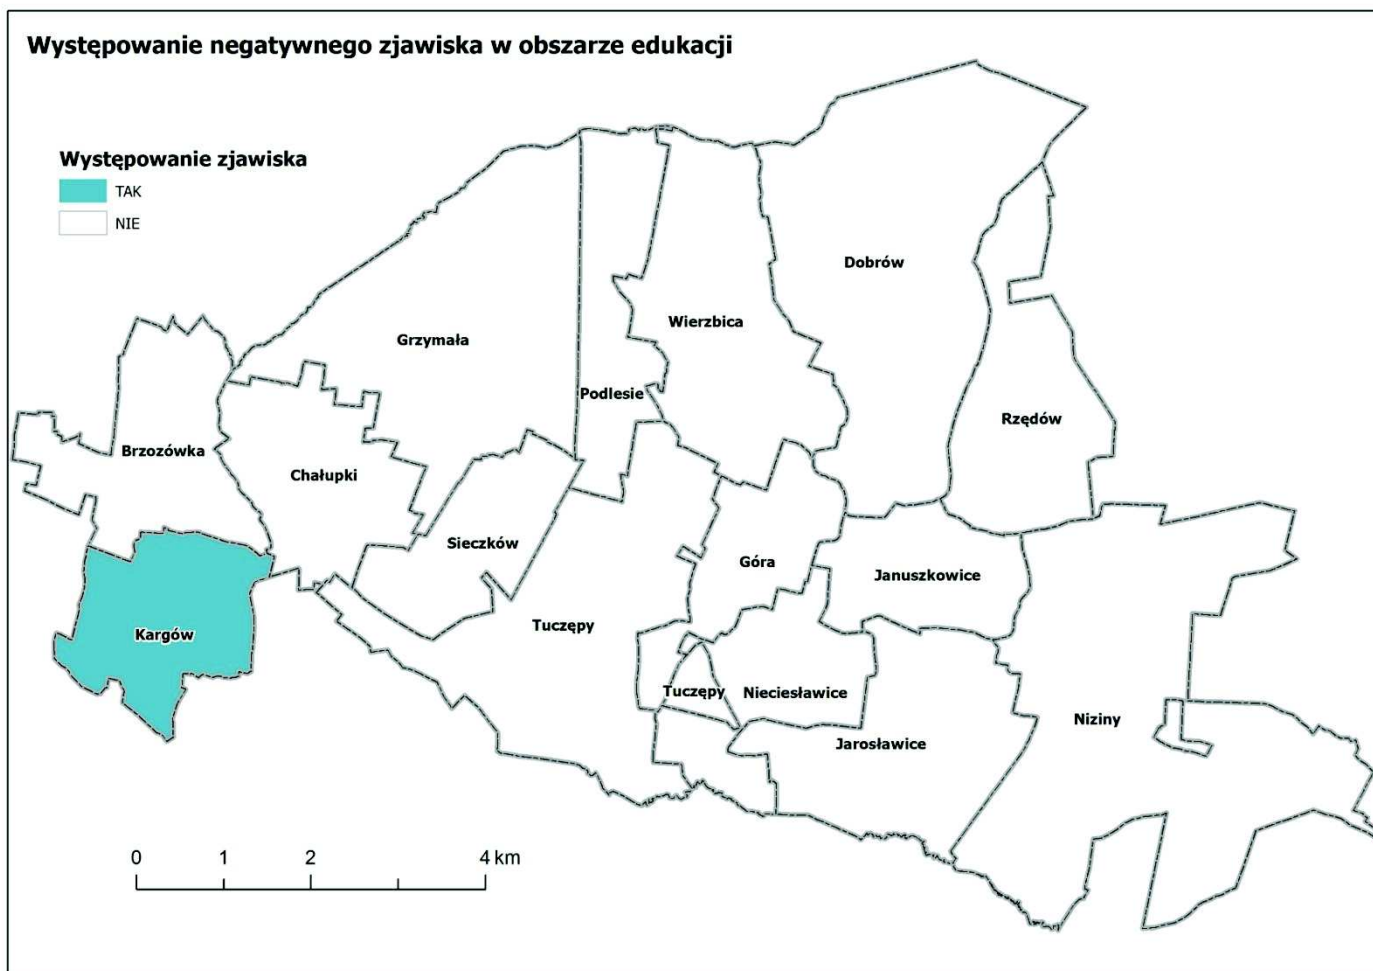 Występowanie negatywnego zjawiska w obszarze edukacji
Występowanie zjawiska
TAK
NIE
Dobrów
Wierzbica
Grzymała
Podlesie
Rzędów
Brzozówka
Chałupki
Sieczków
Góra
Januszkowice
Tuczępy
Kargów
Tuczępy
Nieciesławice
Niziny
Jarosławice
0 1 2 4 km